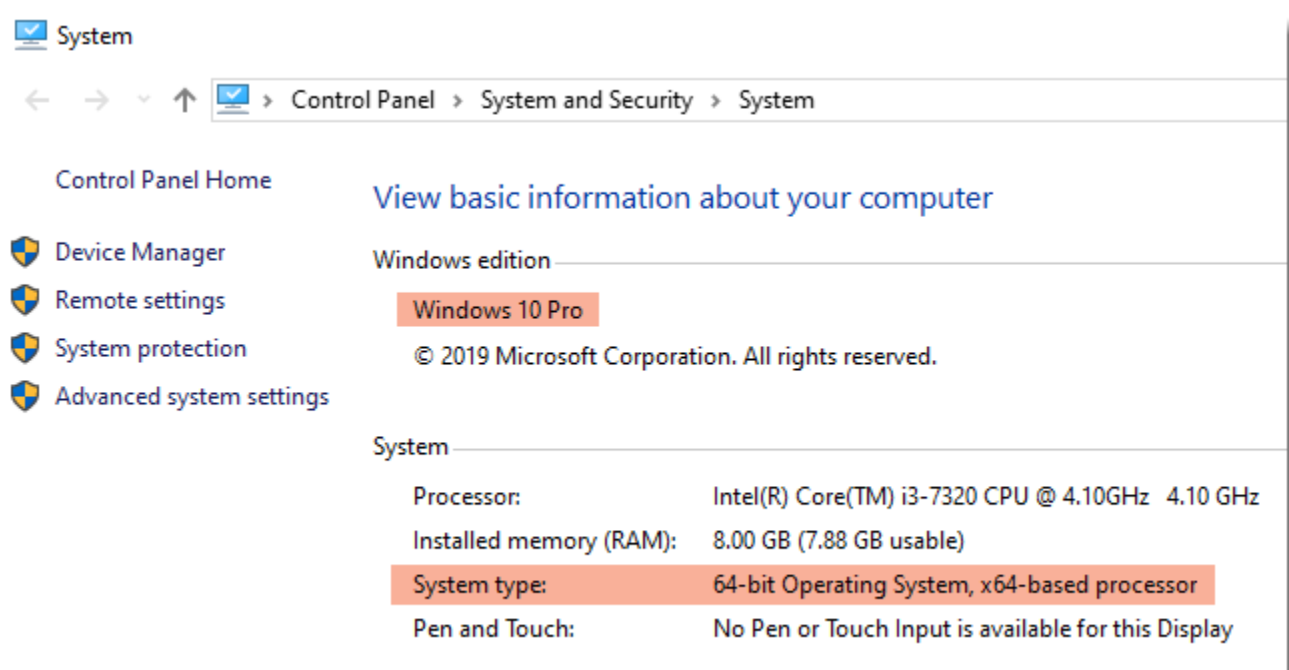 System
Control Panel > System and Security > System
Control Panel Home
Device Manager
Remote settings
System protection
Advanced system settings
View basic information about your computer
Windows edition
Windows 10 Pro
© 2019 Microsoft Corporation. All rights reserved.
System
Processor: Intel(R) Core(TM) i3-7320 CPU @ 4.10GHz 4.10 GHz
Installed memory (RAM): 8.00 GB (7.88 GB usable)
System type: 64-bit Operating System, x64-based processor
Pen and Touch: No Pen or Touch Input is available for this Display